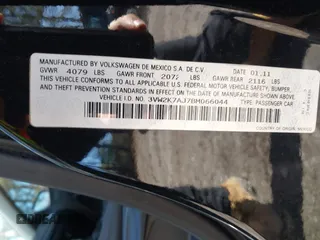 MANUFACTURED BY VOLKSWAGEN DE MEXICO S.A. DE C.V. DATE 01.11
GVWR 4079 LBS GAWR FRONT 2072 LBS GAWR REAR 2116 LBS
THIS VEHICLE CONFORMS TO ALL APPLICABLE U.S. FEDERAL MOTOR VEHICLE SAFETY, BUMPER,
AND THEFT PREVENTION STANDARDS IN EFFECT ON THE DATE OF MANUFACTURE SHOWN ABOVE.
VEHICLE I.D. NO. 3VW2K7AJ7BM066044 TYPE: PASSENGER CAR
COUNTRY OF ORIGIN: MEXICO